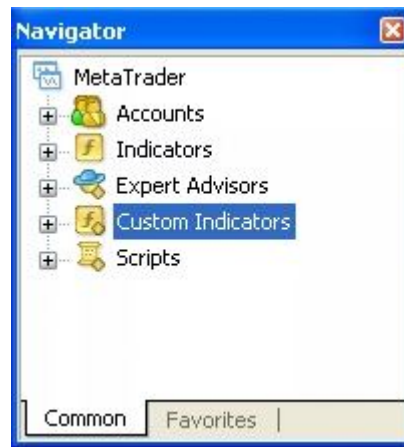 Navigator
MetaTrader
Accounts
Indicators
Expert Advisors
Custom Indicators
Scripts
Common Favorites